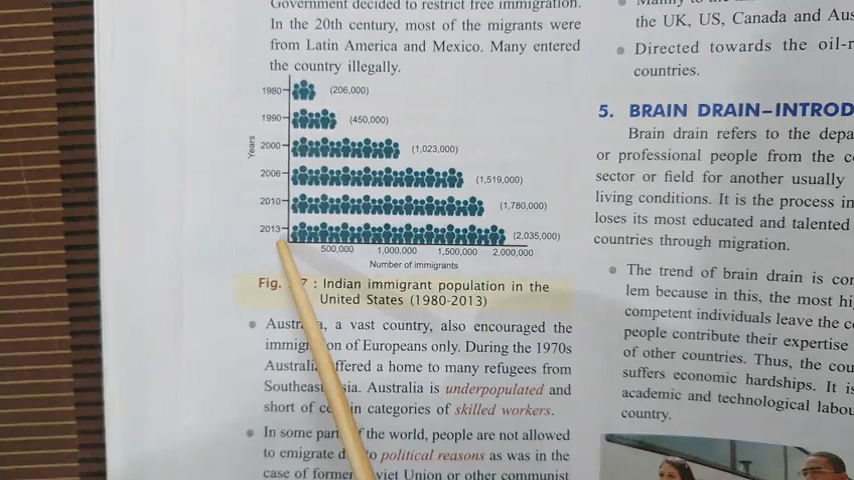 Government decided to restrict free immigration.
In the 20th century, most of the migrants were
from Latin America and Mexico. Many entered
the country illegally.
Years
1980 (206,000)
1990 (450,000)
2000 (1,023,000)
2006 (1,519,000)
2010 (1,780,000)
2013 (2,035,000)
500,000 1,000,000 1,500,000 2,000,000
Number of immigrants
Fig. 7 : Indian immigrant population in the
United States (1980-2013)
• Austr a, a vast country, also encouraged the
immig on of Europeans only. During the 1970s
Australi ffered a home to many refugees from
Southeast sia. Australia is underpopulated and
short of ce in categories of skilled workers.
• In some part f the world, people are not allowed
to emigrate d to political reasons as was in the
case of former viet Union or other communist
• Mainly to the
the UK, US, Canada and Aus
• Directed towards the oil-r
countries.
5. BRAIN DRAIN–INTROD
Brain drain refers to the depa
or professional people from the c
sector or field for another usually
living conditions. It is the process in
loses its most educated and talented
countries through migration.
• The trend of brain drain is con
lem because in this, the most hi
competent individuals leave the c
people contribute their expertise
of other countries. Thus, the cou
suffers economic hardships. It is
academic and technological labou
country.